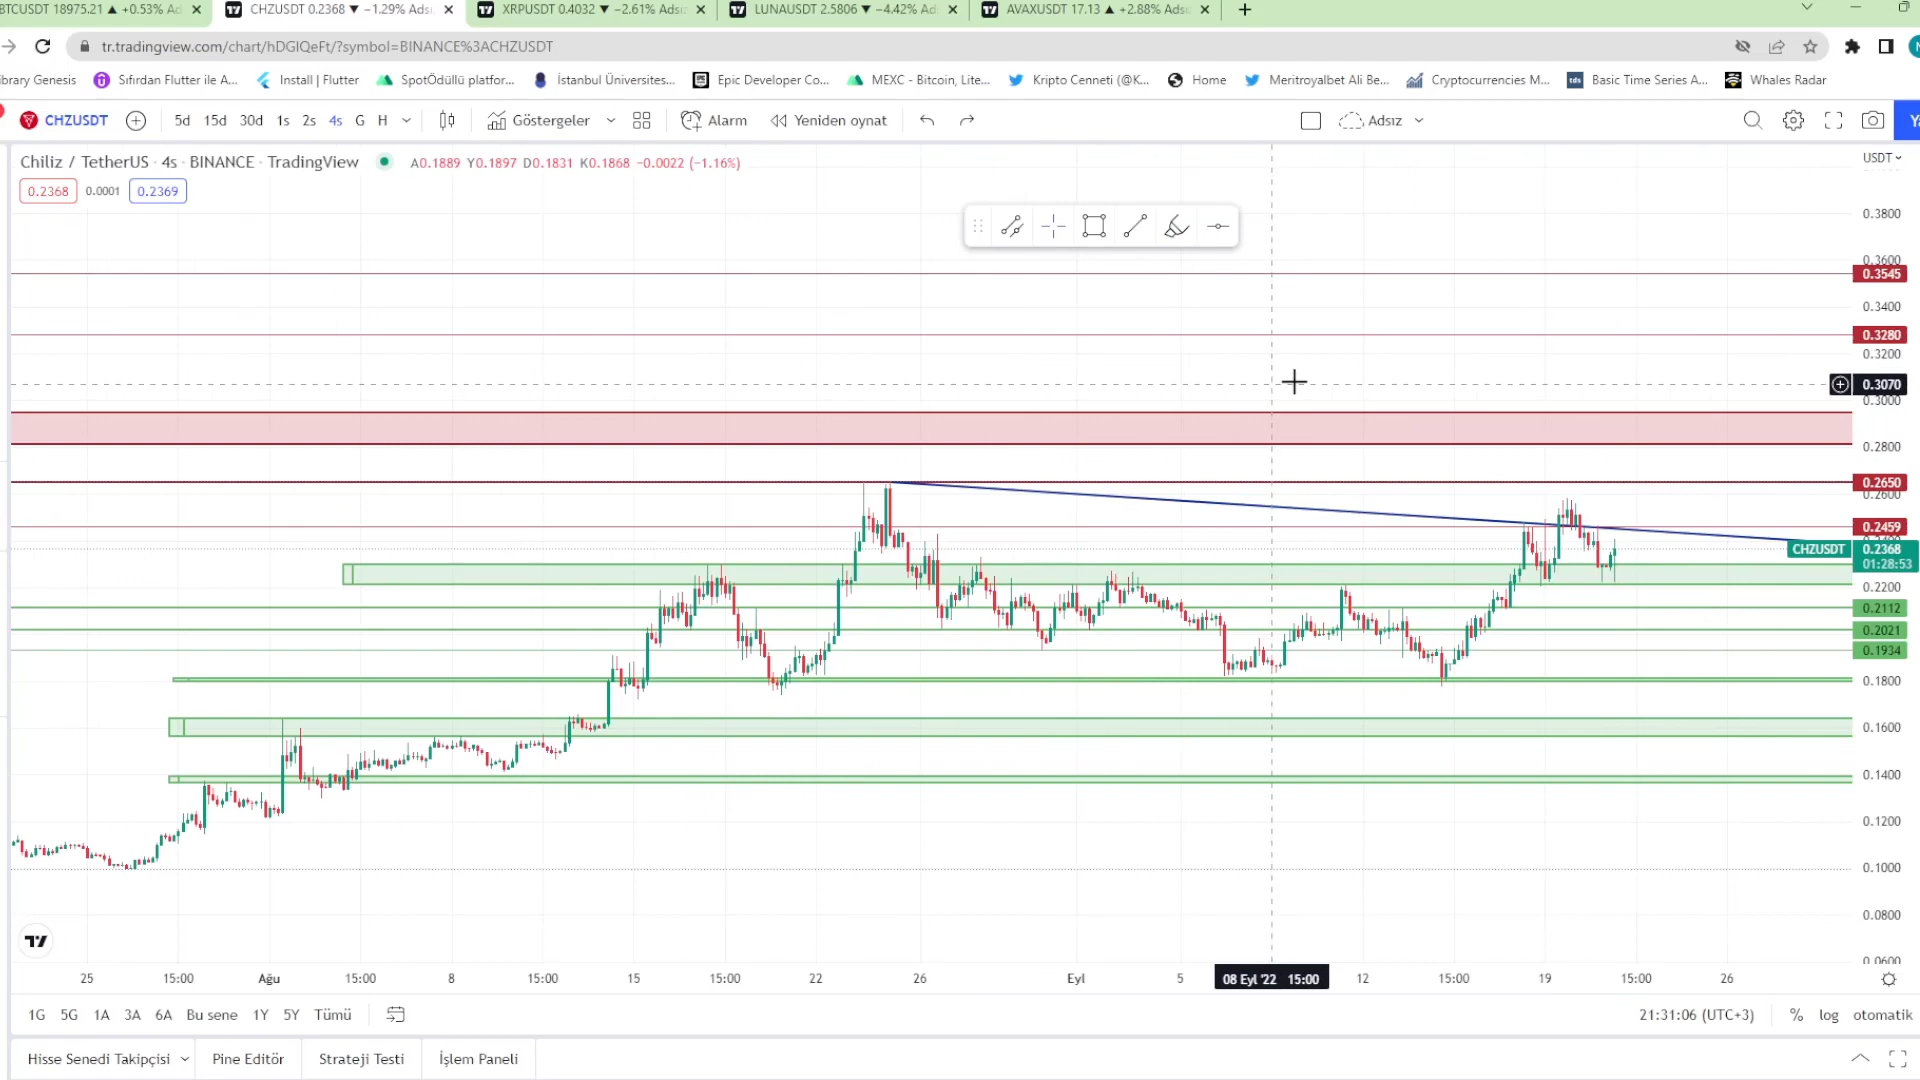 BTCUSDT 18975.21 ▲ +0.53% Ad
CHZUSDT 0.2368 ▼ −1.29% Adsı
XRPUSDT 0.4032 ▼ −2.61% Adsı
LUNAUSDT 2.5806 ▼ −4.42% Ad
AVAXUSDT 17.13 ▲ +2.88% Adsı
tr.tradingview.com/chart/hDGlQeFt/?symbol=BINANCE%3ACHZUSDT
ibrary Genesis
Sıfırdan Flutter ile A...
Install | Flutter
SpotÖdüllü platfor...
İstanbul Üniversites...
Epic Developer Co...
MEXC - Bitcoin, Lite...
Kripto Cenneti (@K...
Home
Meritroyalbet Ali Be...
Cryptocurrencies M...
tds
Basic Time Series A...
Whales Radar
CHZUSDT
5d 15d 30d 1s 2s 4s G H
Göstergeler
Alarm
Yeniden oynat
Adsız
Chiliz / TetherUS · 4s · BINANCE · TradingView
A0.1889 Y0.1897 D0.1831 K0.1868 −0.0022 (−1.16%)
USDT
0.2368 0.0001 0.2369
0.3800
0.3600
0.3545
0.3400
0.3280
0.3200
0.3070
0.3000
0.2800
0.2650
0.2600
0.2459
CHZUSDT 0.2368
01:28:53
0.2200
0.2112
0.2021
0.1934
0.1800
0.1600
0.1400
0.1200
0.1000
0.0800
0.0600
25 15:00 Ağu 15:00 8 15:00 15 15:00 22 26 Eyl 5 08 Eyl '22 15:00 12 15:00 19 15:00 26
1G 5G 1A 3A 6A Bu sene 1Y 5Y Tümü
21:31:06 (UTC+3) % log otomatik
Hisse Senedi Takipçisi
Pine Editör
Strateji Testi
İşlem Paneli